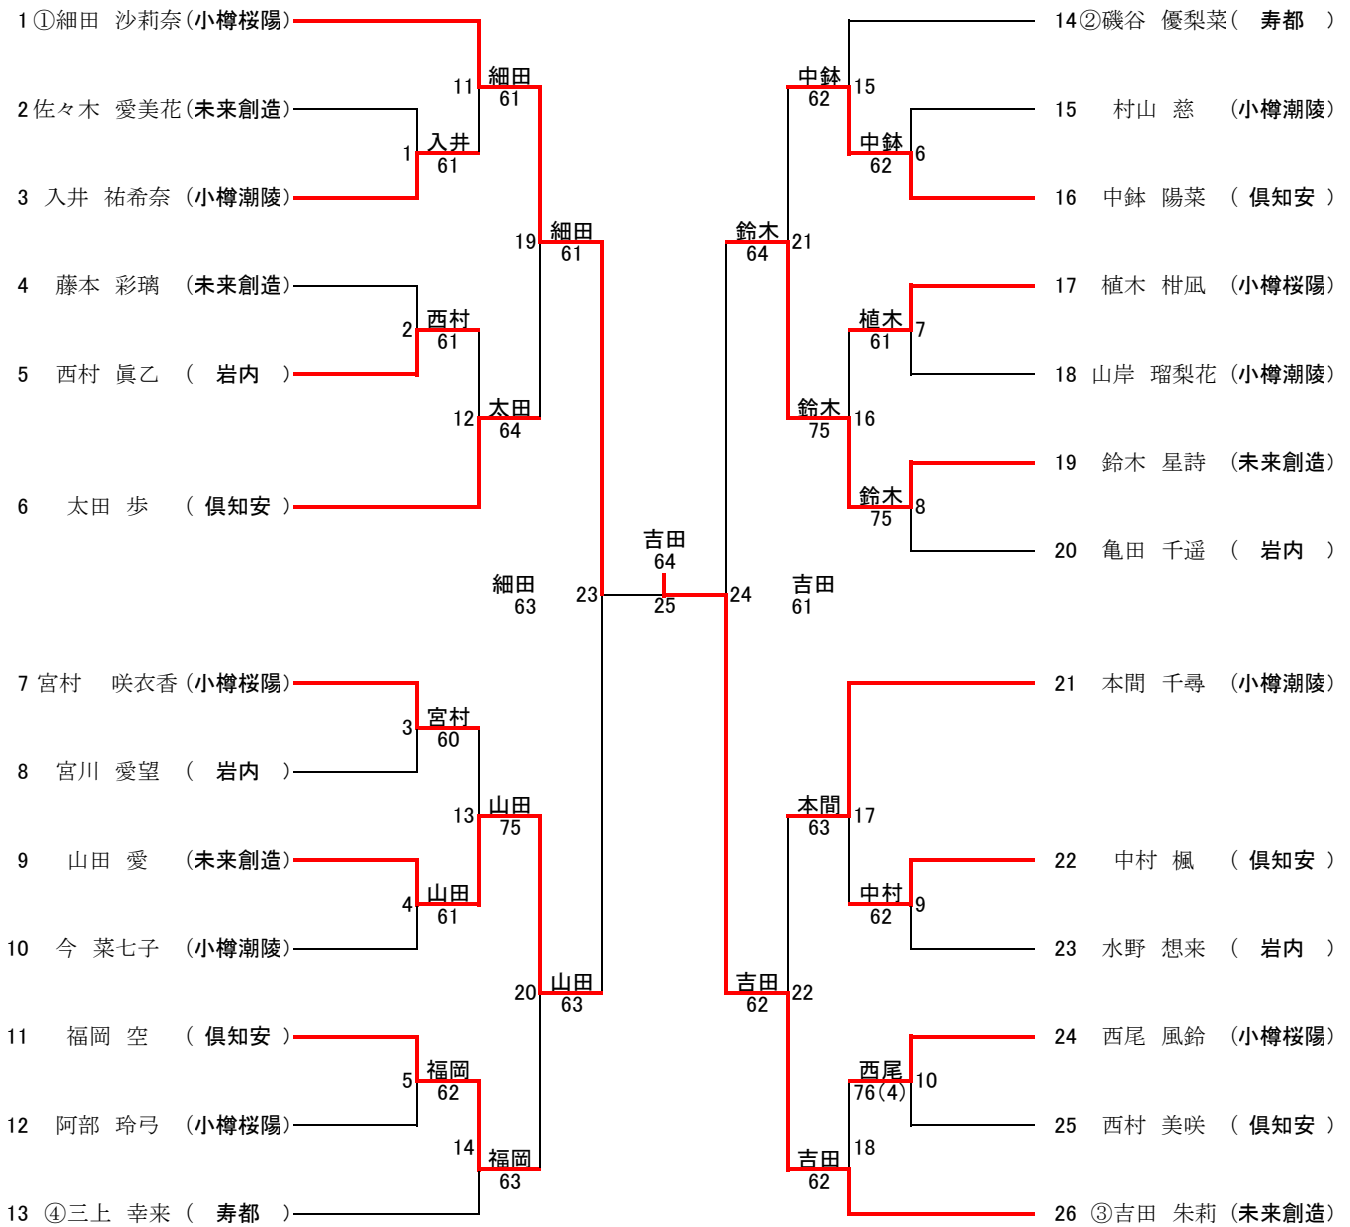 1 ①細田 沙莉奈 (小樽桜陽)
2 佐々木 愛美花 (未来創造)
3 入井 祐希奈 (小樽潮陵)
4 藤本 彩璃 (未来創造)
5 西村 眞乙 ( 岩内 )
6 太田 歩 ( 倶知安 )
7 宮村 咲衣香 (小樽桜陽)
8 宮川 愛望 ( 岩内 )
9 山田 愛 (未来創造)
10 今 菜七子 (小樽潮陵)
11 福岡 空 ( 倶知安 )
12 阿部 玲弓 (小樽桜陽)
13 ④三上 幸来 ( 寿都 )
1 入井
61
2 西村
61
3 宮村
60
4 山田
61
5 福岡
62
11 細田
61
12 太田
64
13 山田
75
14 福岡
63
19 細田
61
20 山田
63
細田 23
63
吉田
64
25
24 吉田
61
鈴木 21
64
吉田 22
62
中鉢 15
62
鈴木 16
75
本間 17
63
吉田 18
62
中鉢 6
62
植木 7
61
鈴木 8
75
中村 9
62
西尾 10
76(4)
14 ②磯谷 優梨菜 ( 寿都 )
15 村山 慈 (小樽潮陵)
16 中鉢 陽菜 ( 倶知安 )
17 植木 柑凪 (小樽桜陽)
18 山岸 瑠梨花 (小樽潮陵)
19 鈴木 星詩 (未来創造)
20 亀田 千遥 ( 岩内 )
21 本間 千尋 (小樽潮陵)
22 中村 楓 ( 倶知安 )
23 水野 想来 ( 岩内 )
24 西尾 風鈴 (小樽桜陽)
25 西村 美咲 ( 倶知安 )
26 ③吉田 朱莉 (未来創造)